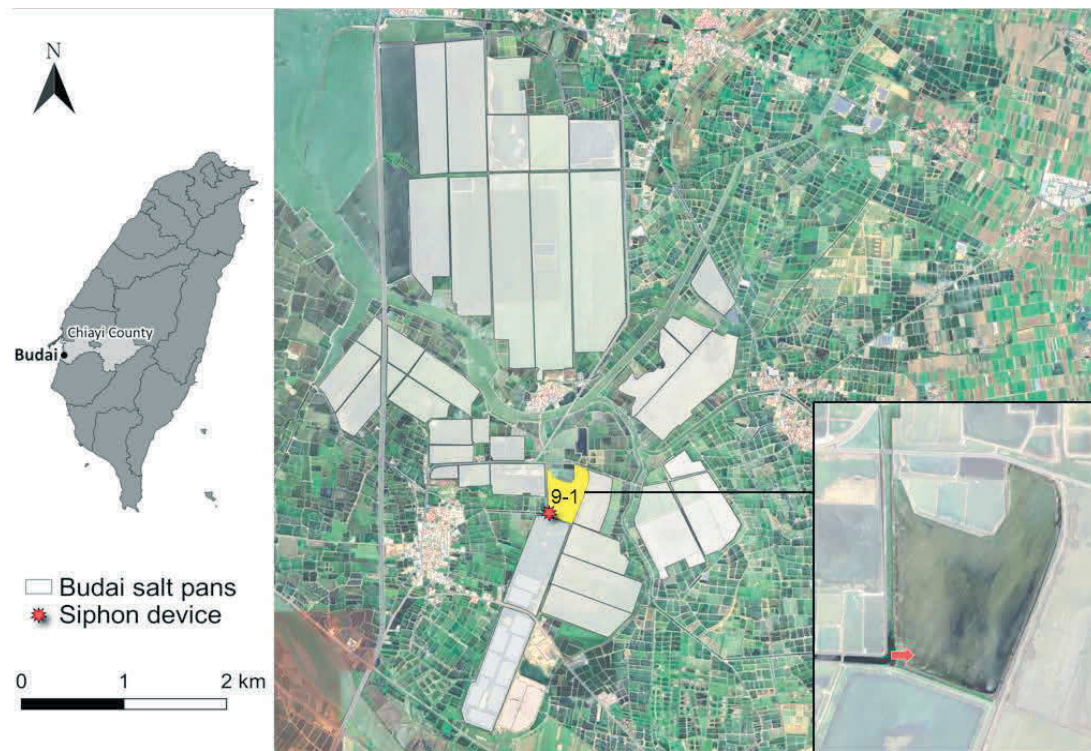 N
Chiayi County
Budai
Budai salt pans
Siphon device
0 1 2 km
9-1